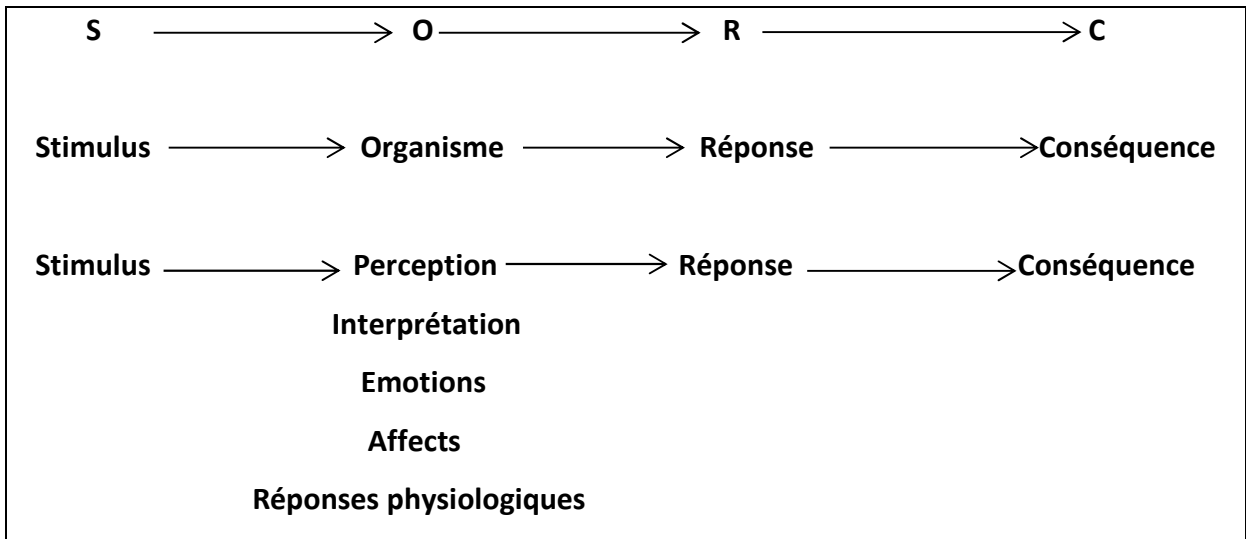 S O R C
Stimulus Organisme Réponse Conséquence
Stimulus Perception Réponse Conséquence
Interprétation
Emotions
Affects
Réponses physiologiques